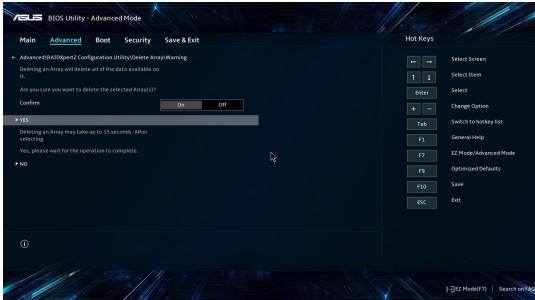 ASUS BIOS Utility - Advanced Mode
Main Advanced Boot Security Save & Exit
Hot Keys
← Advanced\RAIDXpert2 Configuration Utility\Delete Array\Warning
Deleting an Array will delete all of the data available on
it.
Are you sure you want to delete the selected Array(s)?
Confirm On Off
> YES
Deleting an Array may take up to 15 seconds. After
selecting
Yes, please wait for the operation to complete.
> NO
← → Select Screen
↑ ↓ Select Item
Enter Select
+ − Change Option
Tab Switch to hotkey list
F1 General Help
F7 EZ Mode/Advanced Mode
F9 Optimized Defaults
F10 Save
ESC Exit
EZ Mode(F7) | Search on FAQ